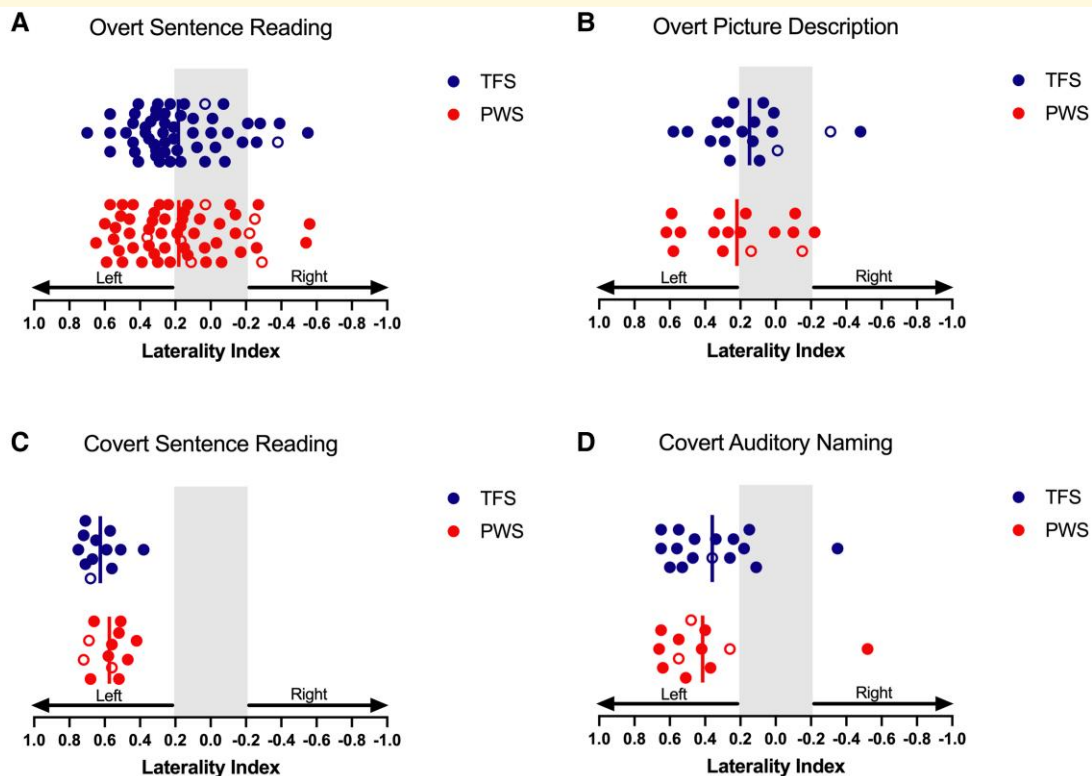 A
Overt Sentence Reading
TFS
PWS
Left
Right
1.0 0.8 0.6 0.4 0.2 0.0 -0.2 -0.4 -0.6 -0.8 -1.0
Laterality Index
B
Overt Picture Description
TFS
PWS
Left
Right
1.0 0.8 0.6 0.4 0.2 0.0 -0.2 -0.4 -0.6 -0.8 -1.0
Laterality Index
C
Covert Sentence Reading
TFS
PWS
Left
Right
1.0 0.8 0.6 0.4 0.2 0.0 -0.2 -0.4 -0.6 -0.8 -1.0
Laterality Index
D
Covert Auditory Naming
TFS
PWS
Left
Right
1.0 0.8 0.6 0.4 0.2 0.0 -0.2 -0.4 -0.6 -0.8 -1.0
Laterality Index